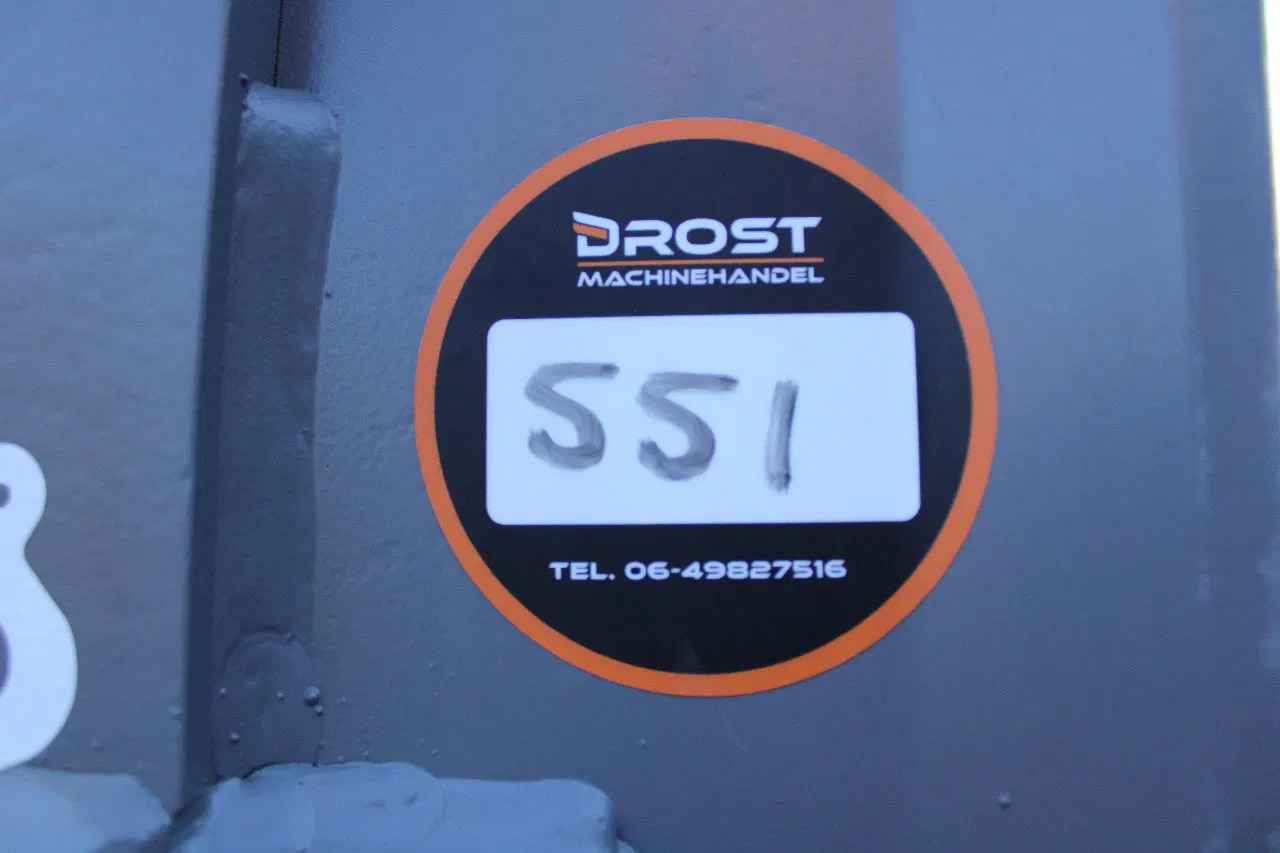 DROST
MACHINEHANDEL
551
TEL. 06-49827516